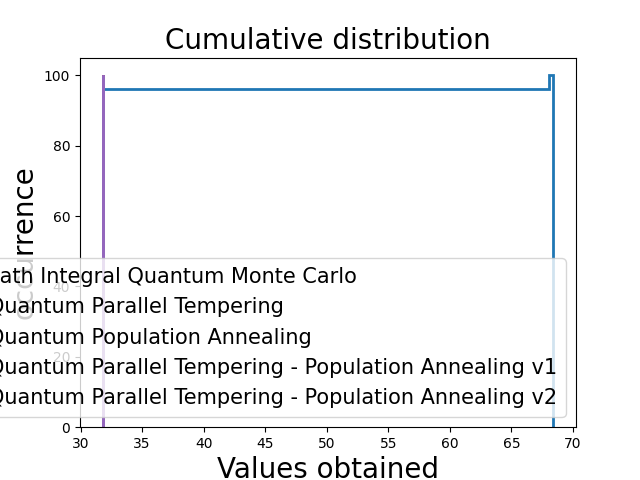 Cumulative distribution
100
80
60
40
20
0
ath Integral Quantum Monte Carlo
Quantum Parallel Tempering
Quantum Population Annealing
Quantum Parallel Tempering - Population Annealing v1
Quantum Parallel Tempering - Population Annealing v2
30 35 40 45 50 55 60 65 70
Values obtained
occurrence